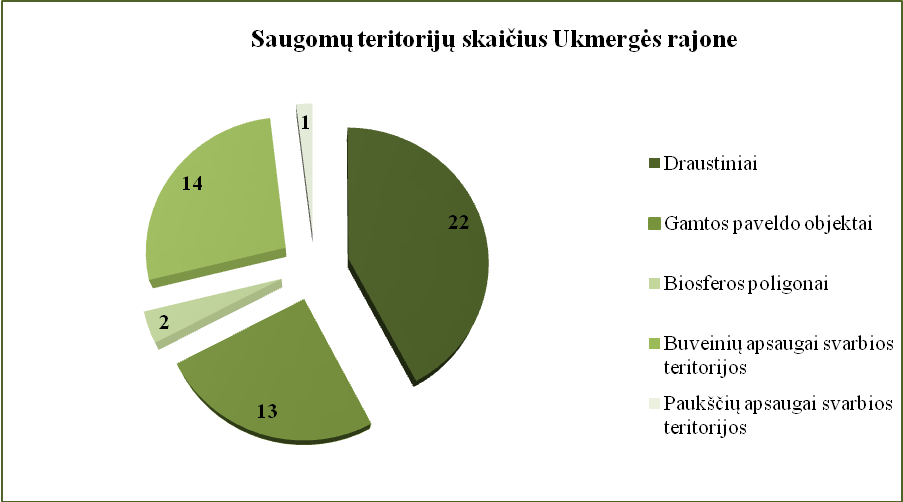 Saugomų teritorijų skaičius Ukmergės rajone
1
14
22
2
13
Draustiniai
Gamtos paveldo objektai
Biosferos poligonai
Buveinių apsaugai svarbios
teritorijos
Paukščių apsaugai svarbios
teritorijos